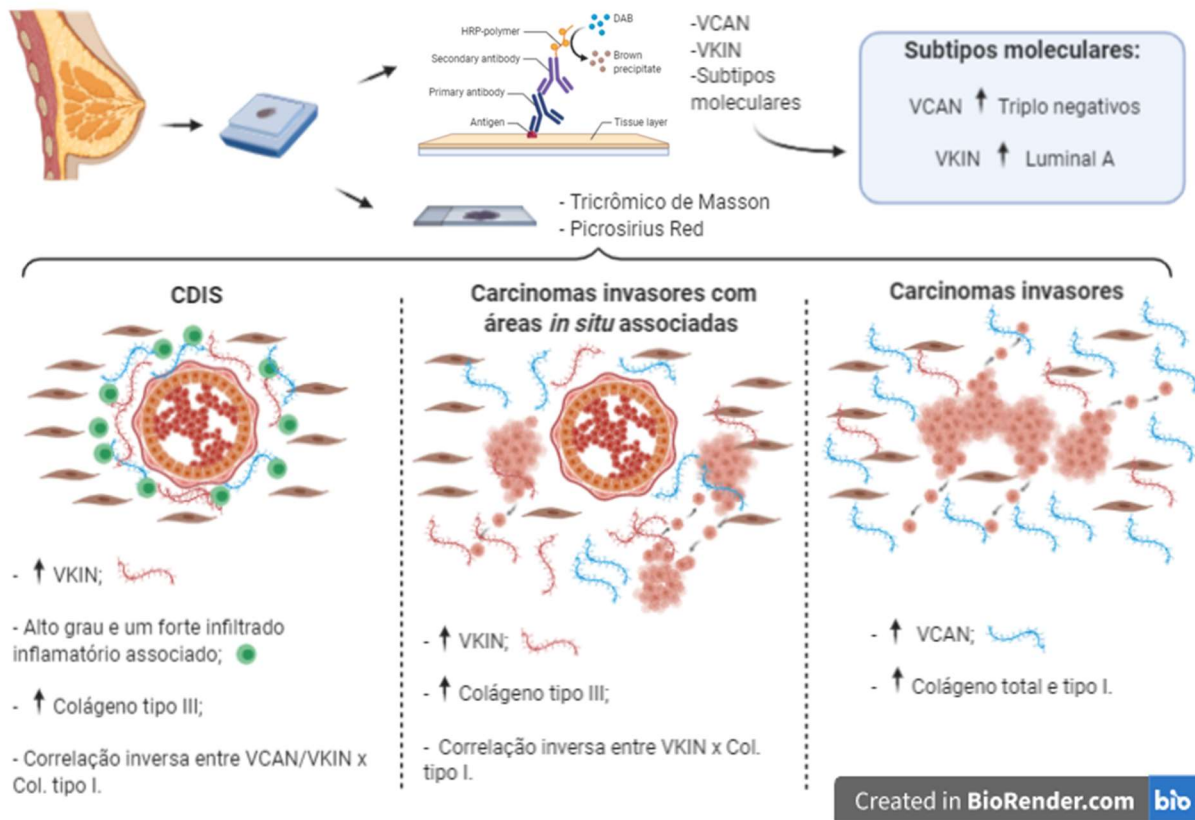 DAB
HRP-polymer
Secondary antibody
Brown
precipitate
Primary antibody
Antigen
Tissue layer
-VCAN
-VKIN
-Subtipos
moleculares
Subtipos moleculares:
VCAN Triplo negativos
VKIN Luminal A
- Tricrômico de Masson
- Picrosirius Red
CDIS
- VKIN;
- Alto grau e um forte infiltrado
inflamatório associado;
- Colágeno tipo III;
- Correlação inversa entre VCAN/VKIN x
Col. tipo I.
Carcinomas invasores com
áreas in situ associadas
- VKIN;
- Colágeno tipo III;
- Correlação inversa entre VKIN x Col.
tipo I.
Carcinomas invasores
- VCAN;
- Colágeno total e tipo I.
Created in BioRender.com bio